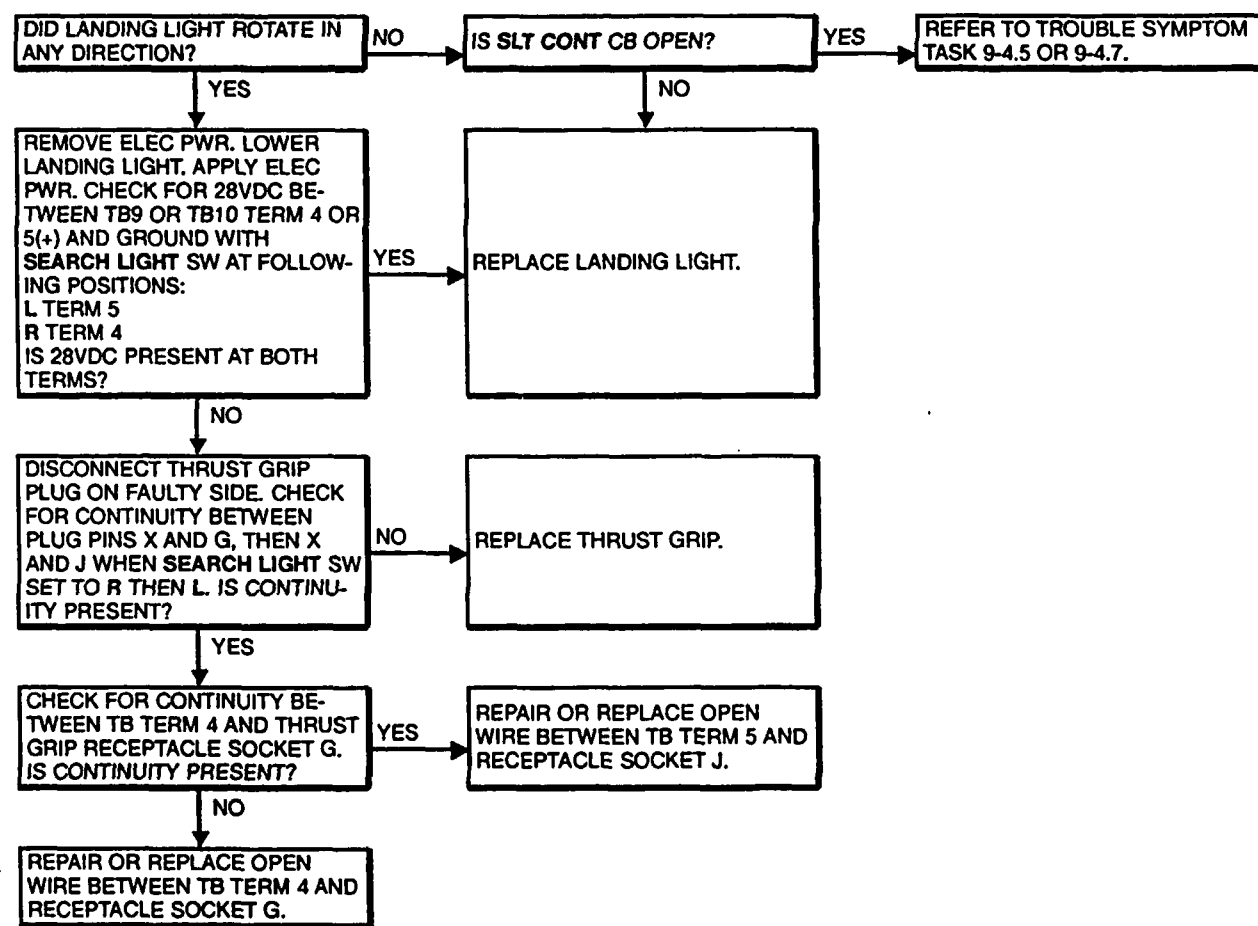 DID LANDING LIGHT ROTATE IN
ANY DIRECTION?
NO
IS SLT CONT CB OPEN?
YES
REFER TO TROUBLE SYMPTOM
TASK 9-4.5 OR 9-4.7.
YES
NO
REMOVE ELEC PWR. LOWER
LANDING LIGHT. APPLY ELEC
PWR. CHECK FOR 28VDC BE-
TWEEN TB9 OR TB10 TERM 4 OR
5(+) AND GROUND WITH
SEARCH LIGHT SW AT FOLLOW-
ING POSITIONS:
L TERM 5
R TERM 4
IS 28VDC PRESENT AT BOTH
TERMS?
YES
REPLACE LANDING LIGHT.
NO
DISCONNECT THRUST GRIP
PLUG ON FAULTY SIDE. CHECK
FOR CONTINUITY BETWEEN
PLUG PINS X AND G, THEN X
AND J WHEN SEARCH LIGHT SW
SET TO R THEN L. IS CONTINU-
ITY PRESENT?
NO
REPLACE THRUST GRIP.
YES
CHECK FOR CONTINUITY BE-
TWEEN TB TERM 4 AND THRUST
GRIP RECEPTACLE SOCKET G.
IS CONTINUITY PRESENT?
YES
REPAIR OR REPLACE OPEN
WIRE BETWEEN TB TERM 5 AND
RECEPTACLE SOCKET J.
NO
REPAIR OR REPLACE OPEN
WIRE BETWEEN TB TERM 4 AND
RECEPTACLE SOCKET G.